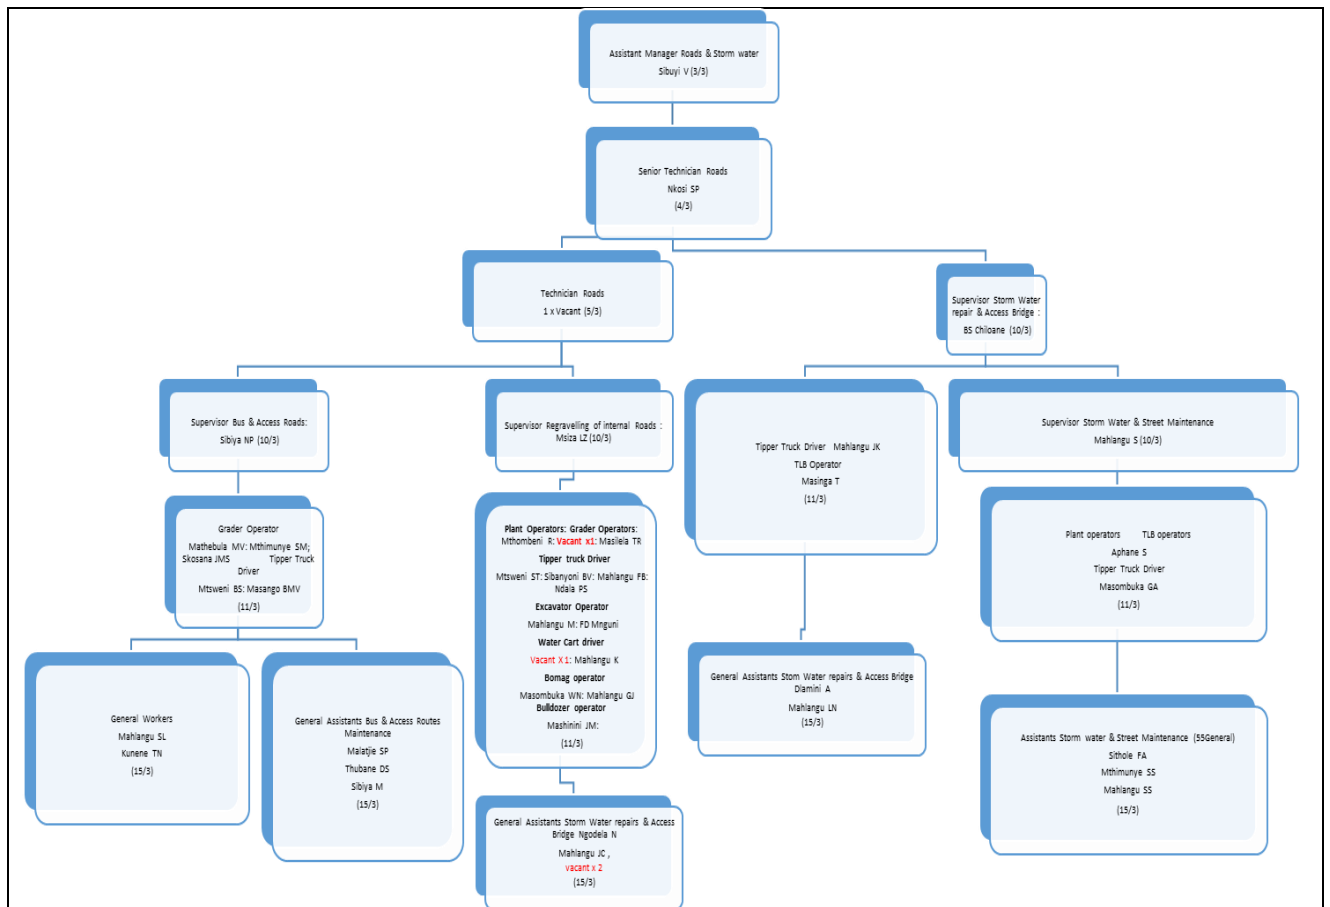 Assistant Manager Roads & Storm water
Sibuyi V (3/3)
Senior Technician Roads
Nkosi SP
(4/3)
Technician Roads
1 x Vacant (5/3)
Supervisor Storm Water
repair & Access Bridge :
BS Chiloane (10/3)
Supervisor Bus & Access Roads:
Sibiya NP (10/3)
Supervisor Regravelling of internal Roads :
Msiza LZ (10/3)
Tipper Truck Driver Mahlangu JK
TLB Operator
Masinga T
(11/3)
Supervisor Storm Water & Street Maintenance
Mahlangu S (10/3)
Grader Operator
Mathebula MV: Mthimunye SM;
Skosana JMS Tipper Truck
Driver
Mtsweni BS: Masango BMV
(11/3)
Plant Operators: Grader Operators:
Mthombeni R: Vacant x1: Masilela TR
Tipper truck Driver
Mtsweni ST: Sibanyoni BV: Mahlangu FB:
Ndala PS
Excavator Operator
Mahlangu M: FD Mnguni
Water Cart driver
Vacant X 1: Mahlangu K
Bomag operator
Masombuka WN: Mahlangu GJ
Bulldozer operator
Mashinini JM:
(11/3)
Plant operators TLB operators
Aphane S
Tipper Truck Driver
Masombuka GA
(11/3)
General Workers
Mahlangu SL
Kunene TN
(15/3)
General Assistants Bus & Access Routes
Maintenance
Malatjie SP
Thubane DS
Sibiya M
(15/3)
General Assistants Storm Water repairs & Access
Bridge Ngodela N
Mahlangu JC ,
vacant x 2
(15/3)
General Assistants Stom Water repairs & Access Bridge
Dlamini A
Mahlangu LN
(15/3)
Assistants Storm water & Street Maintenance (55General)
Sithole FA
Mthimunye SS
Mahlangu SS
(15/3)